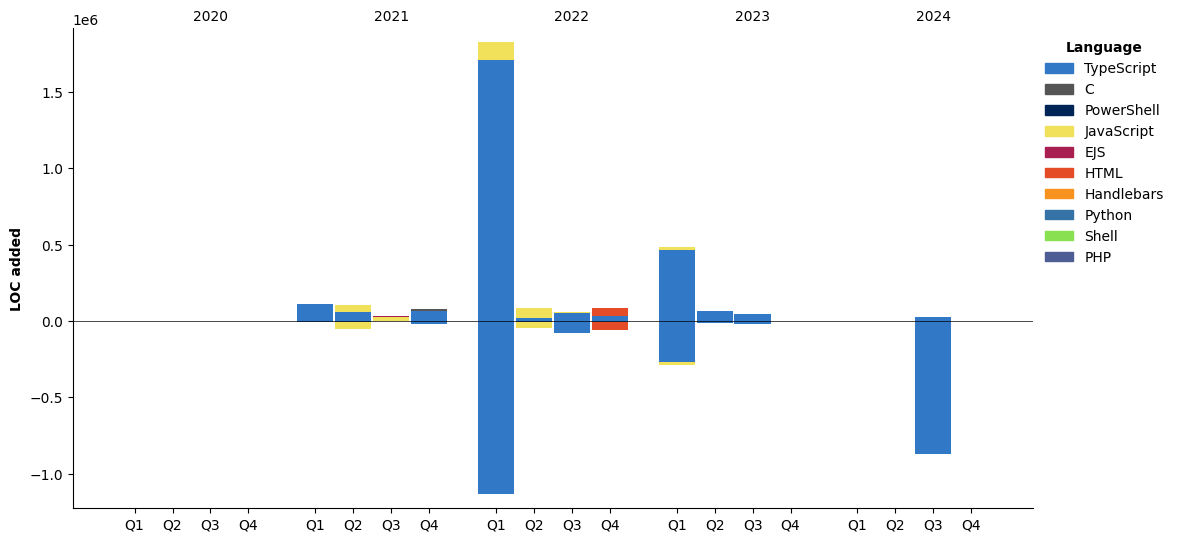 2020 2021 2022 2023 2024
1e6
Language
TypeScript
C
PowerShell
JavaScript
EJS
HTML
Handlebars
Python
Shell
PHP
LOC added
1.5
1.0
0.5
0.0
−0.5
−1.0
Q1 Q2 Q3 Q4 Q1 Q2 Q3 Q4 Q1 Q2 Q3 Q4 Q1 Q2 Q3 Q4 Q1 Q2 Q3 Q4